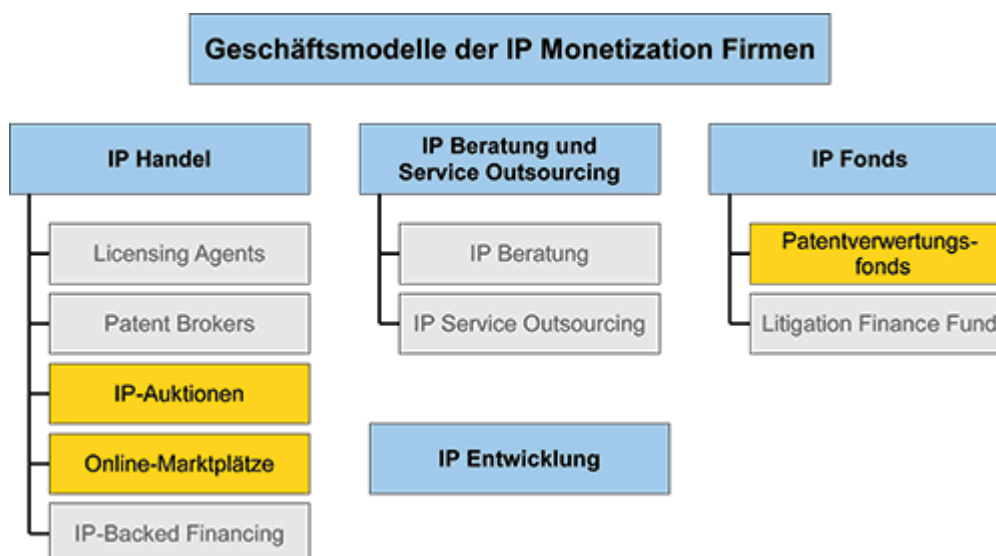 Geschäftsmodelle der IP Monetization Firmen
IP Handel
Licensing Agents
Patent Brokers
IP-Auktionen
Online-Marktplätze
IP-Backed Financing
IP Beratung und
Service Outsourcing
IP Beratung
IP Service Outsourcing
IP Entwicklung
IP Fonds
Patentverwertungs-
fonds
Litigation Finance Fund